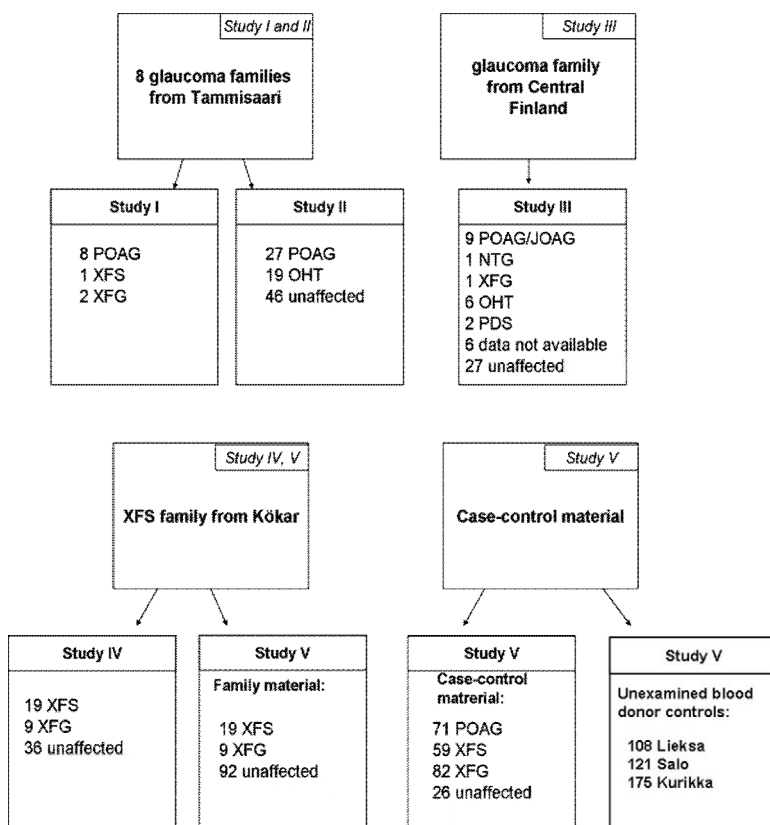 Study I and II
8 glaucoma families
from Tammisaari
Study III
glaucoma family
from Central
Finland
Study I
8 POAG
1 XFS
2 XFG
Study II
27 POAG
19 OHT
46 unaffected
Study III
9 POAG/JOAG
1 NTG
1 XFG
6 OHT
2 PDS
6 data not available
27 unaffected
Study IV, V
XFS family from Kökar
Study V
Case-control material
Study IV
19 XFS
9 XFG
36 unaffected
Study V
Family material:
19 XFS
9 XFG
92 unaffected
Study V
Case-control
matrerial:
71 POAG
59 XFS
82 XFG
26 unaffected
Study V
Unexamined blood
donor controls:
108 Lieksa
121 Salo
175 Kurikka